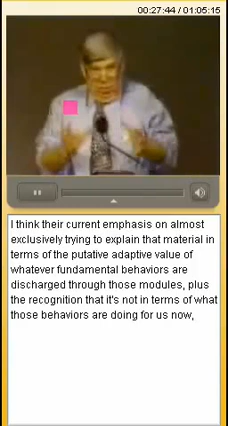 00:27:44 / 01:05:15
I think their current emphasis on almost
exclusively trying to explain that material in
terms of the putative adaptive value of
whatever fundamental behaviors are
discharged through those modules, plus
the recognition that it's not in terms of what
those behaviors are doing for us now,